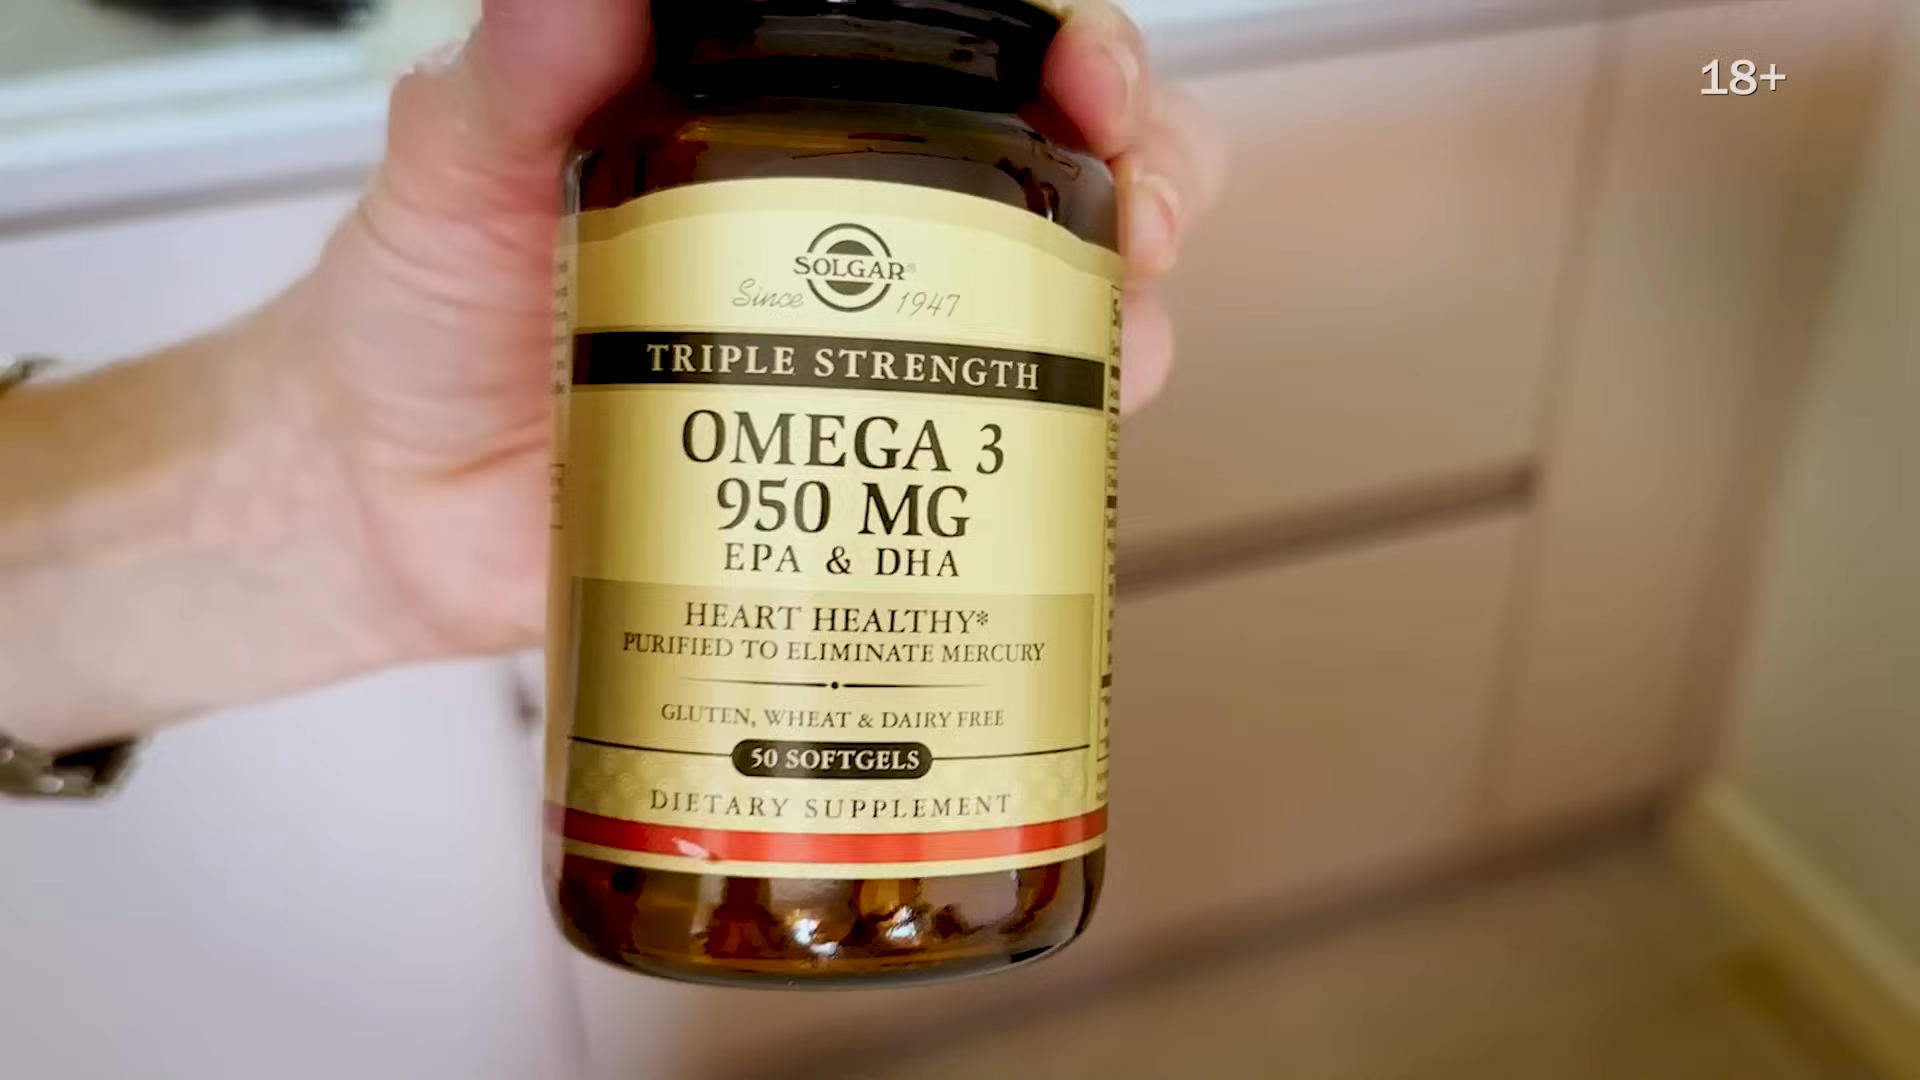 18+
SOLGAR®
Since 1947
TRIPLE STRENGTH
OMEGA 3
950 MG
EPA & DHA
HEART HEALTHY*
PURIFIED TO ELIMINATE MERCURY
GLUTEN, WHEAT & DAIRY FREE
50 SOFTGELS
DIETARY SUPPLEMENT